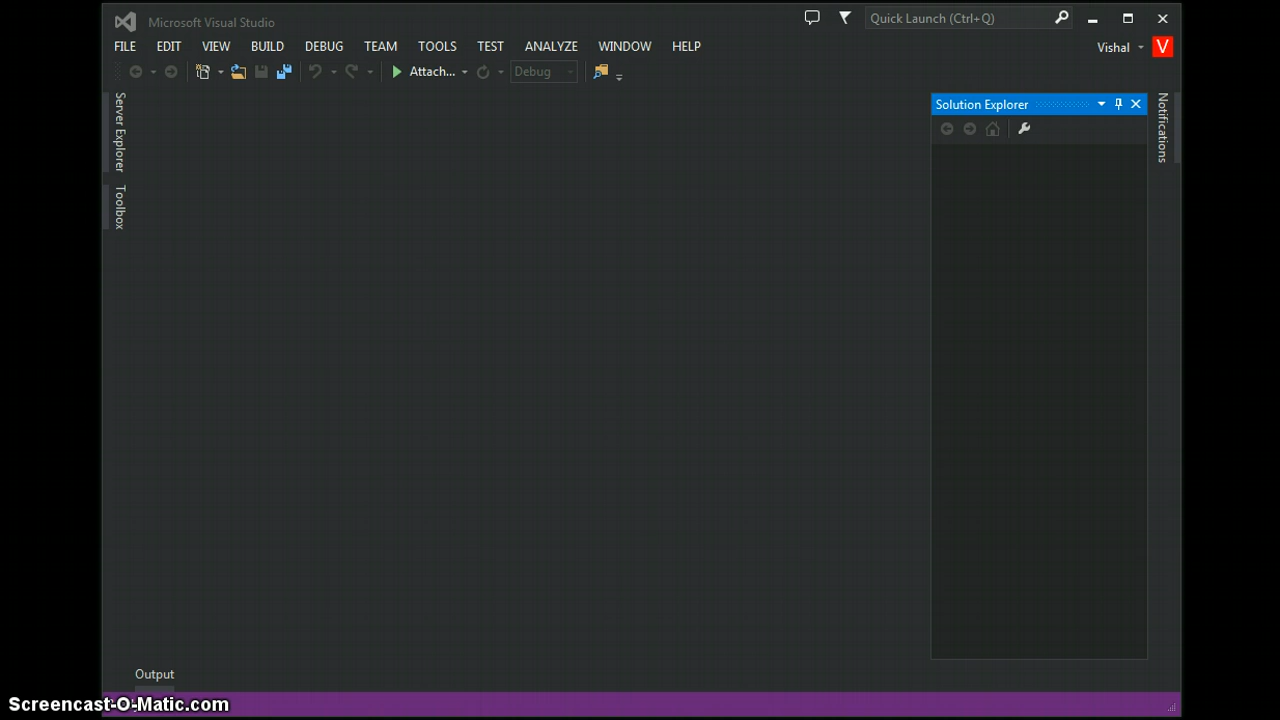 Microsoft Visual Studio
Quick Launch (Ctrl+Q)
FILE EDIT VIEW BUILD DEBUG TEAM TOOLS TEST ANALYZE WINDOW HELP
Vishal V
Attach... Debug
Server Explorer
Toolbox
Solution Explorer
Notifications
Output
Screencast-O-Matic.com